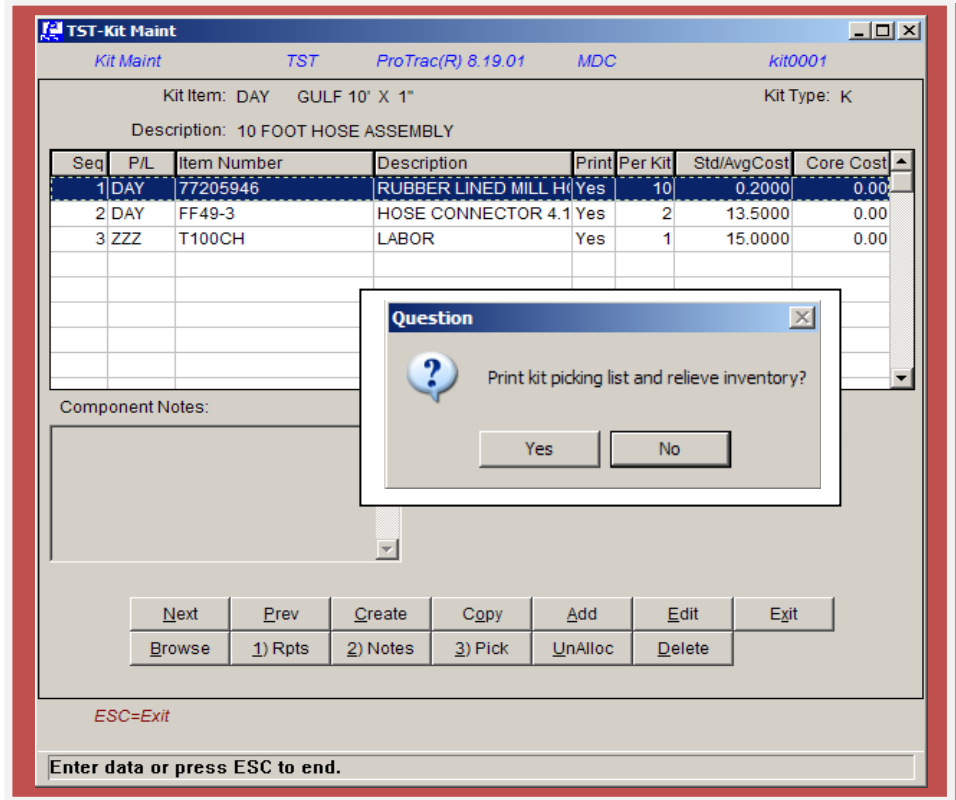 TST-Kit Maint
Kit Maint TST ProTrac(R) 8.19.01 MDC kit0001
Kit Item: DAY GULF 10' X 1" Kit Type: K
Description: 10 FOOT HOSE ASSEMBLY
Seq P/L Item Number Description Print Per Kit Std/AvgCost Core Cost
1 DAY 77205946 RUBBER LINED MILL H Yes 10 0.2000 0.00
2 DAY FF49-3 HOSE CONNECTOR 4.1 Yes 2 13.5000 0.00
3 ZZZ T100CH LABOR Yes 1 15.0000 0.00
Question
Print kit picking list and relieve inventory?
Yes No
Component Notes:
Next Prev Create Copy Add Edit Exit
Browse 1) Rpts 2) Notes 3) Pick UnAlloc Delete
ESC=Exit
Enter data or press ESC to end.